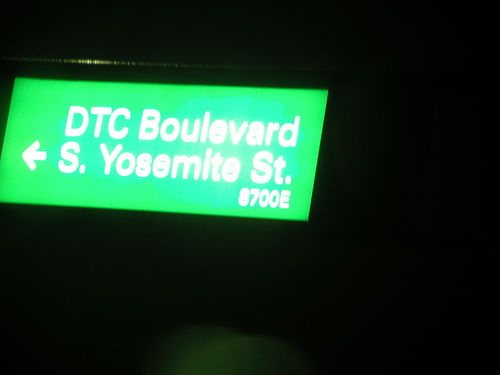 DTC Boulevard
← S. Yosemite St.
8700E